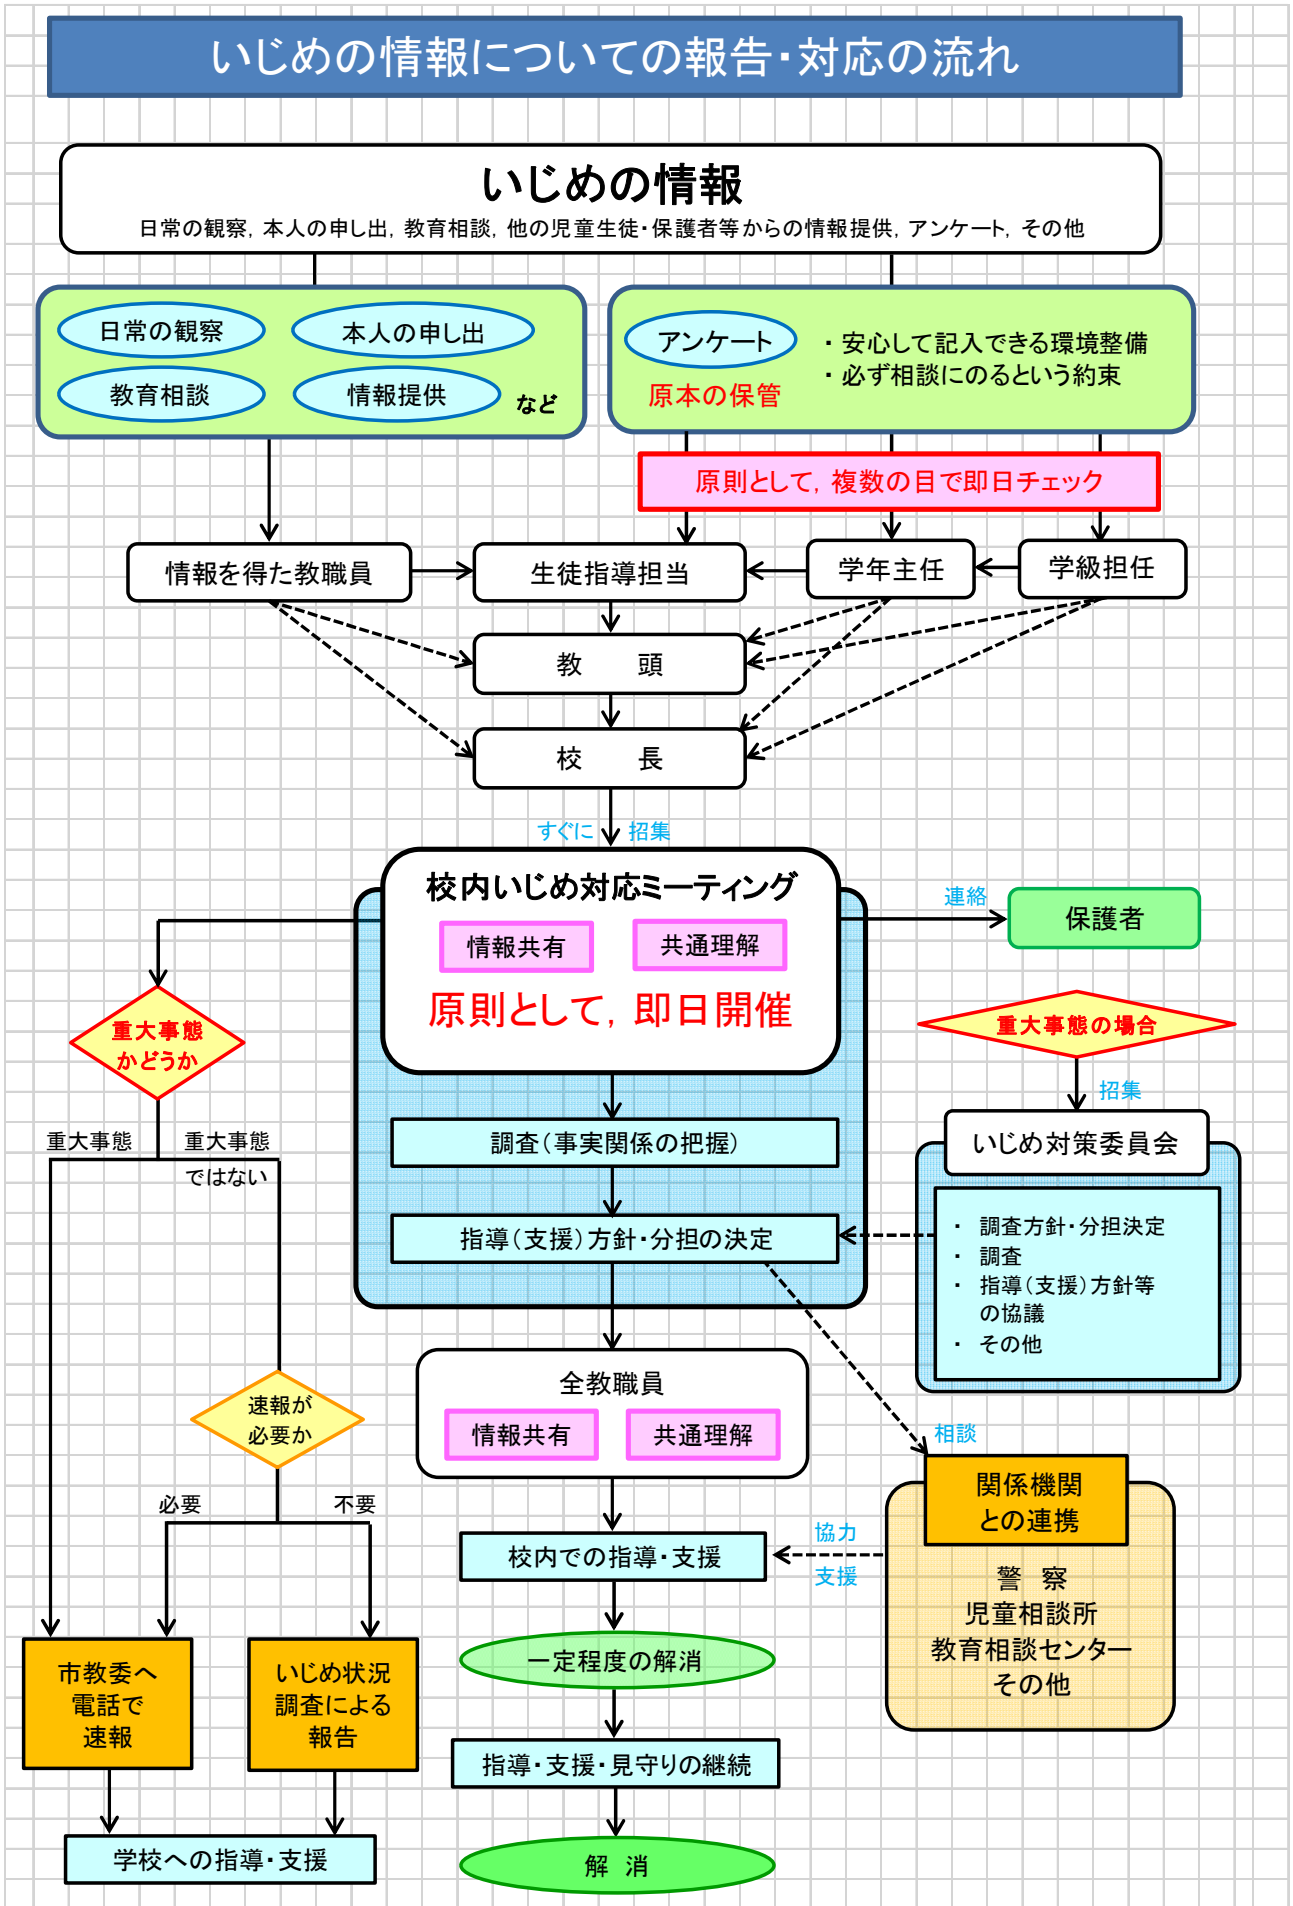 いじめの情報についての報告・対応の流れ
いじめの情報
日常の観察，本人の申し出，教育相談，他の児童生徒・保護者等からの情報提供，アンケート，その他
日常の観察
本人の申し出
教育相談
情報提供
など
アンケート
原本の保管
・安心して記入できる環境整備
・必ず相談にのるという約束
原則として，複数の目で即日チェック
情報を得た教職員
生徒指導担当
学年主任
学級担任
教　頭
校　長
すぐに
招集
校内いじめ対応ミーティング
情報共有
共通理解
原則として，即日開催
連絡
保護者
重大事態
かどうか
重大事態の場合
招集
いじめ対策委員会
・ 調査方針・分担決定
・ 調査
・ 指導（支援）方針等
の協議
・ その他
調査（事実関係の把握）
指導（支援）方針・分担の決定
重大事態
重大事態
ではない
速報が
必要か
必要
不要
全教職員
情報共有
共通理解
相談
関係機関
との連携
警　察
児童相談所
教育相談センター
その他
協力
支援
校内での指導・支援
一定程度の解消
指導・支援・見守りの継続
解　消
市教委へ
電話で
速報
いじめ状況
調査による
報告
学校への指導・支援